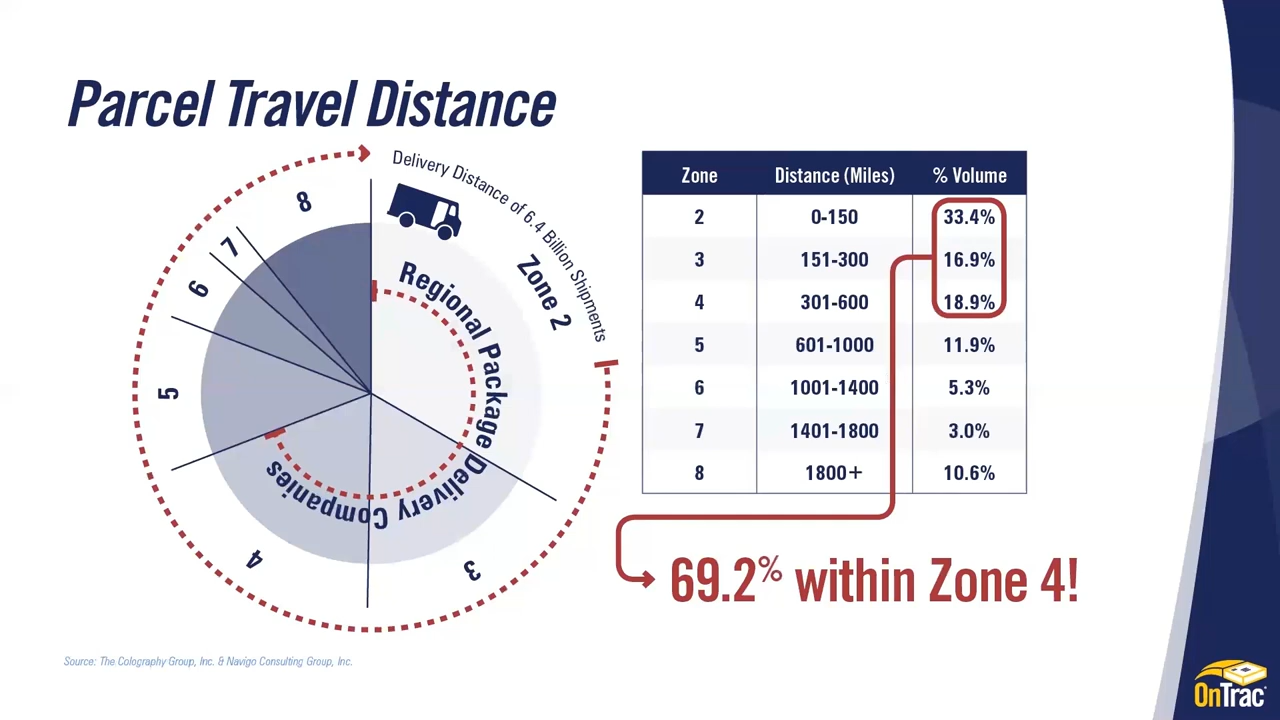 Parcel Travel Distance
Delivery Distance of 6.4 Billion Shipments
Zone 2
3
4
5
6
7
8
Regional Package Delivery Companies
Zone Distance (Miles) % Volume
2 0-150 33.4%
3 151-300 16.9%
4 301-600 18.9%
5 601-1000 11.9%
6 1001-1400 5.3%
7 1401-1800 3.0%
8 1800+ 10.6%
69.2% within Zone 4!
Source: The Colography Group, Inc. & Navigo Consulting Group, Inc.
OnTrac